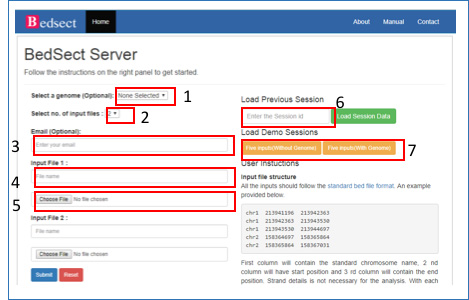 Bedsect Home About Manual Contact
BedSect Server
Follow the instructions on the right panel to get started.
Select a genome (Optional): None Selected 1
Select no. of input files : 2 2
Email (Optional):
3 Enter your email
Input File 1 :
4 File name
5 Choose File No file chosen
Input File 2 :
File name
Choose File No file chosen
Submit Reset
Load Previous Session 6
Enter the Session id Load Session Data
Load Demo Sessions
Five inputs(Without Genome) Five inputs(With Genome) 7
User Instuctions
Input file structure
All the inputs should follow the standard bed file format. An example
provided below.
chr1 213941196 213942363
chr1 213942363 213943530
chr1 213943530 213944697
chr2 158364697 158365864
chr2 158365864 158367031
First column will contain the standard chromosome name, 2 nd
column will have start position and 3 rd column will contain the end
position. Strand details is not necessary for the analysis. With each